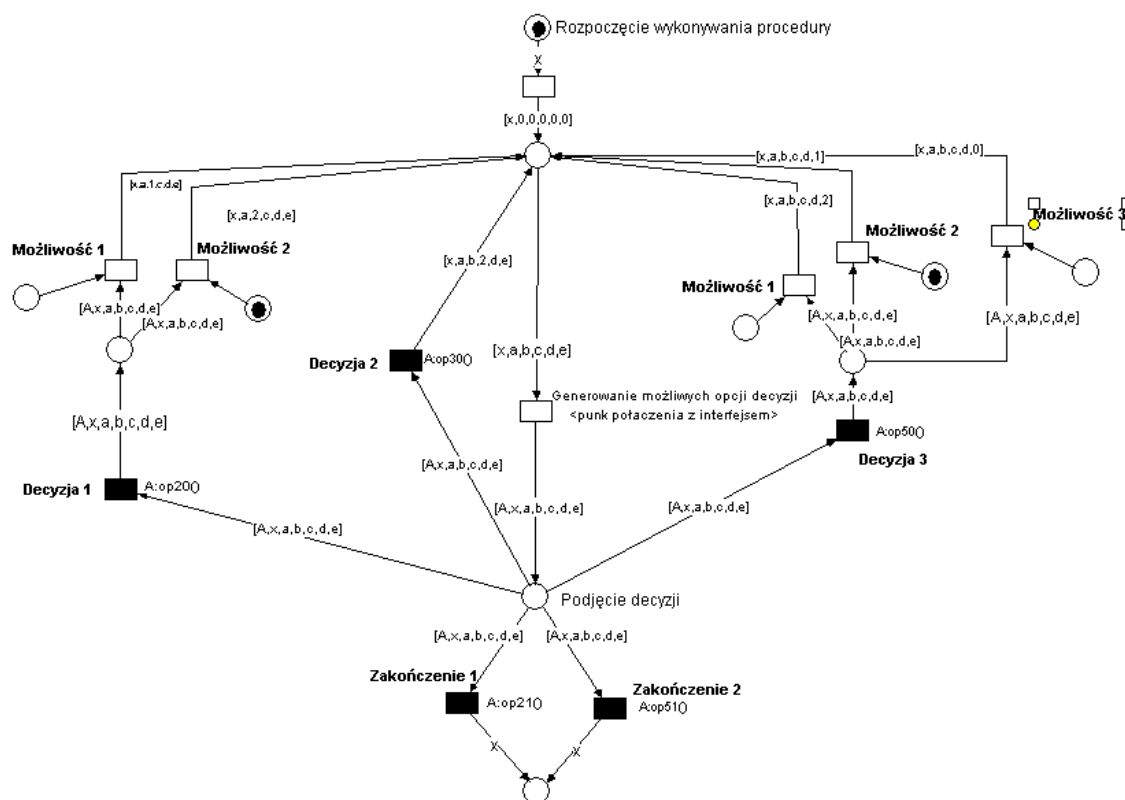 Rozpoczęcie wykonywania procedury
x
[x,0,0,0,0,0]
[x,a,1,c,d,e]
[x,a,2,c,d,e]
[x,a,b,2,d,e]
[x,a,b,c,d,2]
[x,a,b,c,d,1]
[x,a,b,c,d,0]
Możliwość 1
Możliwość 2
Możliwość 1
Możliwość 2
Możliwość 3
[A,x,a,b,c,d,e]
[A,x,a,b,c,d,e]
[A,x,a,b,c,d,e]
[A,x,a,b,c,d,e]
[A,x,a,b,c,d,e]
Decyzja 2
A:op30()
[x,a,b,c,d,e]
Generowanie możliwych opcji decyzji
<punk połaczenia z interfejsem>
[A,x,a,b,c,d,e]
[A,x,a,b,c,d,e]
A:op50()
Decyzja 3
[A,x,a,b,c,d,e]
Decyzja 1
A:op20()
[A,x,a,b,c,d,e]
[A,x,a,b,c,d,e]
[A,x,a,b,c,d,e]
Podjęcie decyzji
[A,x,a,b,c,d,e]
[A,x,a,b,c,d,e]
Zakończenie 1
A:op21()
Zakończenie 2
A:op51()
x
x